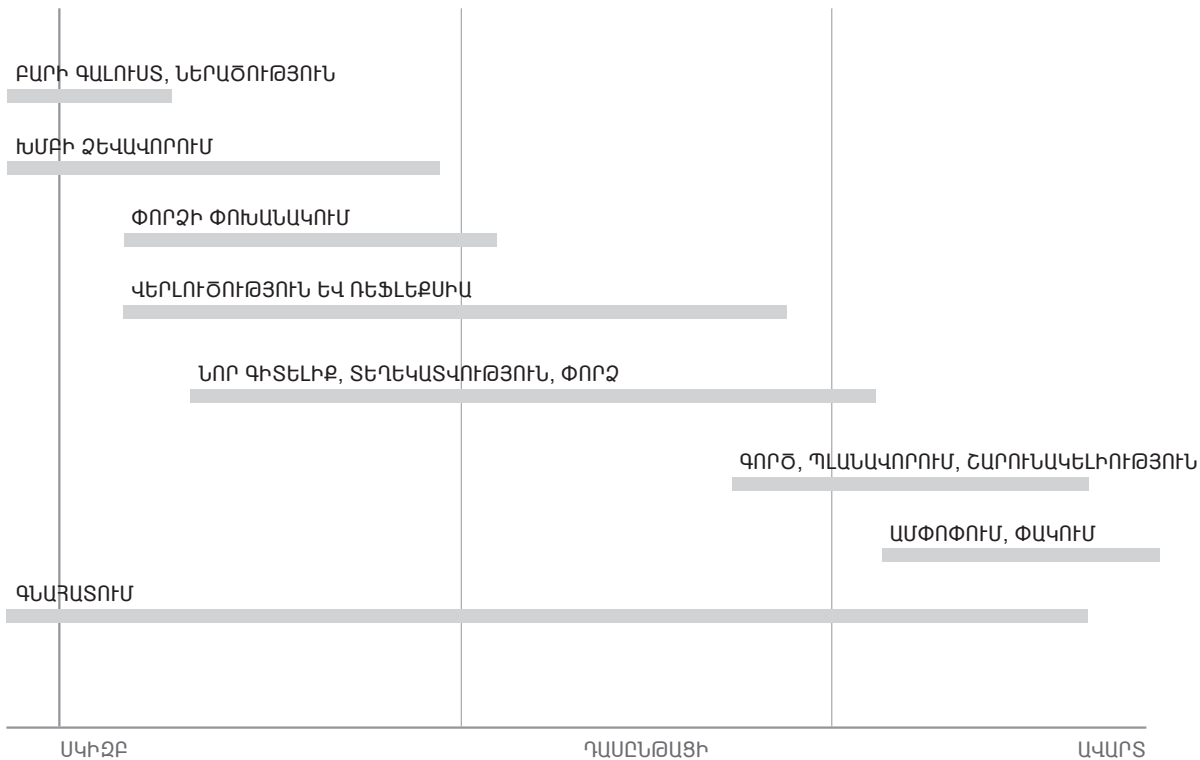 ԲԱՐԻ ԳԱԼՈՒՍՏ, ՆԵՐԱԾՈՒԹՅՈՒՆ
ԽՄԲԻ ՁԵՎԱՎՈՐՈՒՄ
ՓՈՐՁԻ ՓՈԽԱՆԱԿՈՒՄ
ՎԵՐԼՈՒԾՈՒԹՅՈՒՆ ԵՎ ՌԵՖԼԵՔՍԻԱ
ՆՈՐ ԳԻՏԵԼԻՔ, ՏԵՂԵԿԱՏՎՈՒԹՅՈՒՆ, ՓՈՐՁ
ԳՈՐԾ, ՊԼԱՆԱՎՈՐՈՒՄ, ՇԱՐՈՒՆԱԿԵԼԻՈՒԹՅՈՒՆ
ԱՄՓՈՓՈՒՄ, ՓԱԿՈՒՄ
ԳՆԱՀԱՏՈՒՄ
ՍԿԻԶԲ ԴԱՍԸՆԹԱՑԻ ԱՎԱՐՏ